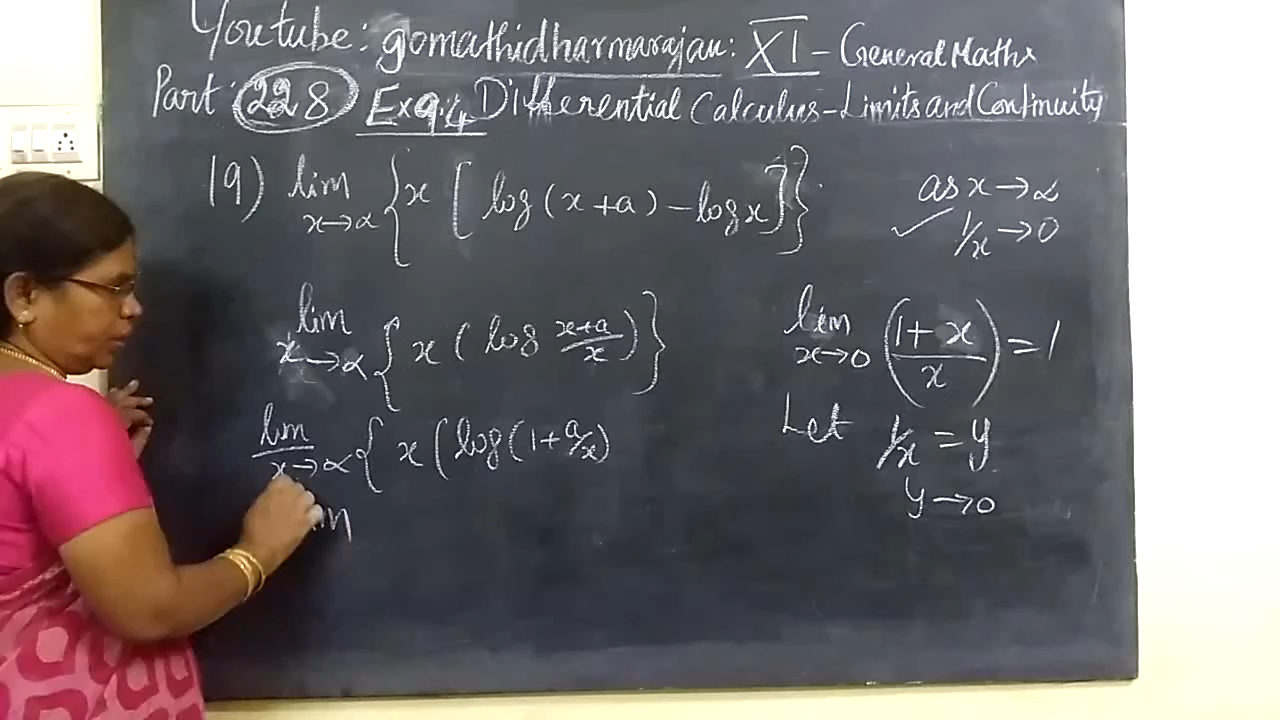 Youtube: gomathidharmarajan: XI - General Maths
Part: 228 Ex 9.4 Differential Calculus - Limits and Continuity
19) lim x→α { x [ log (x+a) - log x ] }
as x→α
✓ 1/x →0
lim x→α { x ( log x+a/x ) }
lim x→0 ( 1+x / x ) = 1
lim x→α { x ( log ( 1 + a/x )
Let 1/x = y
y →0